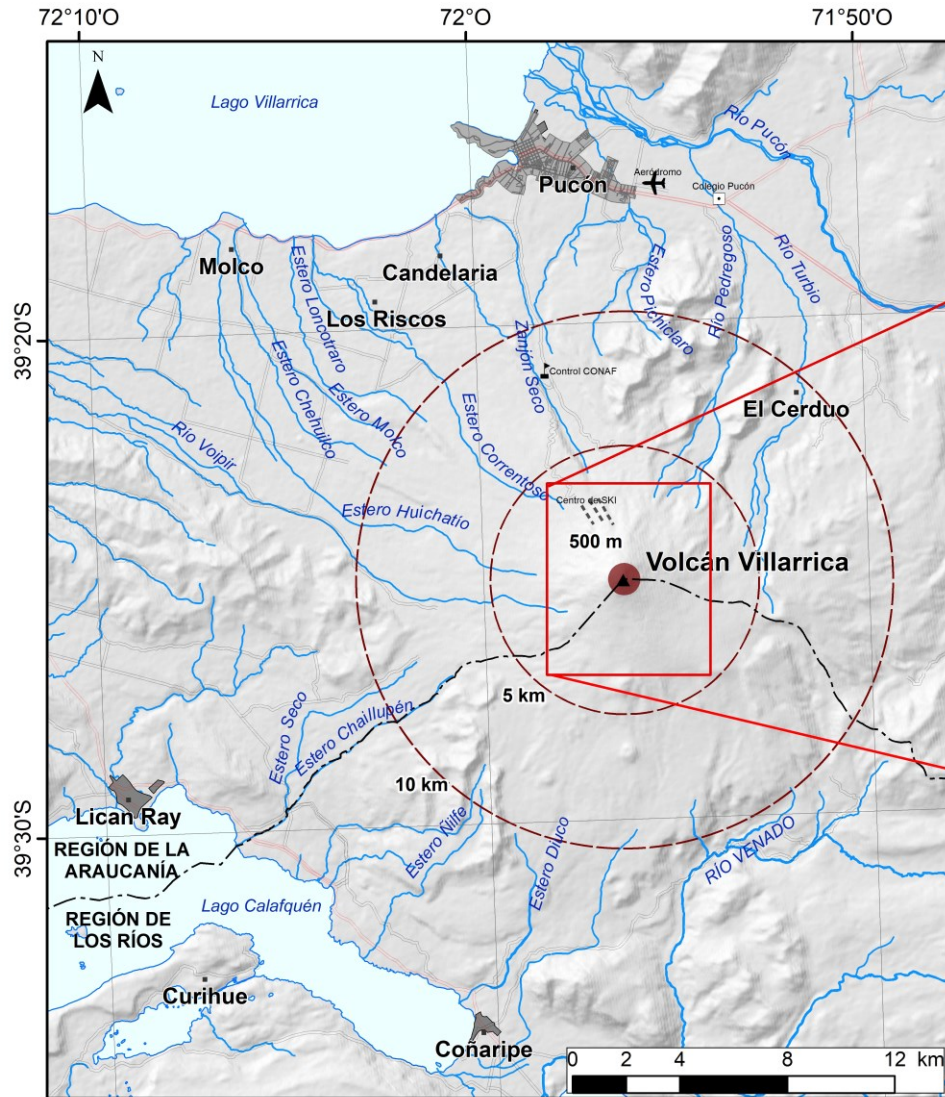 72°10'O
72°O
71°50'O
N
Lago Villarrica
Río Pucón
Pucón
Aeródromo
Colegio Pucón
Molco
Candelaria
Los Riscos
Estero Loncotraro
Estero Pichiclaro
Río Pedregoso
Río Turbio
39°20'S
Estero Chehuilco
Estero Molco
Zanjón Seco
Control CONAF
El Cerduo
Río Voipir
Estero Correntoso
Estero Huichatio
Centro de SKI
500 m
Volcán Villarrica
5 km
Estero Seco
Estero Chaillupén
10 km
Lican Ray
39°30'S
Estero Ñilfe
Estero Diuco
RÍO VENADO
REGIÓN DE LA
ARAUCANÍA
REGIÓN DE
LOS RÍOS
Lago Calafquén
Curihue
Coñaripe
0 2 4 8 12 km